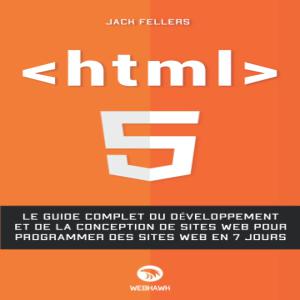 JACK FELLERS
<html>
5
LE GUIDE COMPLET DU DÉVELOPPEMENT
ET DE LA CONCEPTION DE SITES WEB POUR
PROGRAMMER DES SITES WEB EN 7 JOURS
WEBHAWK